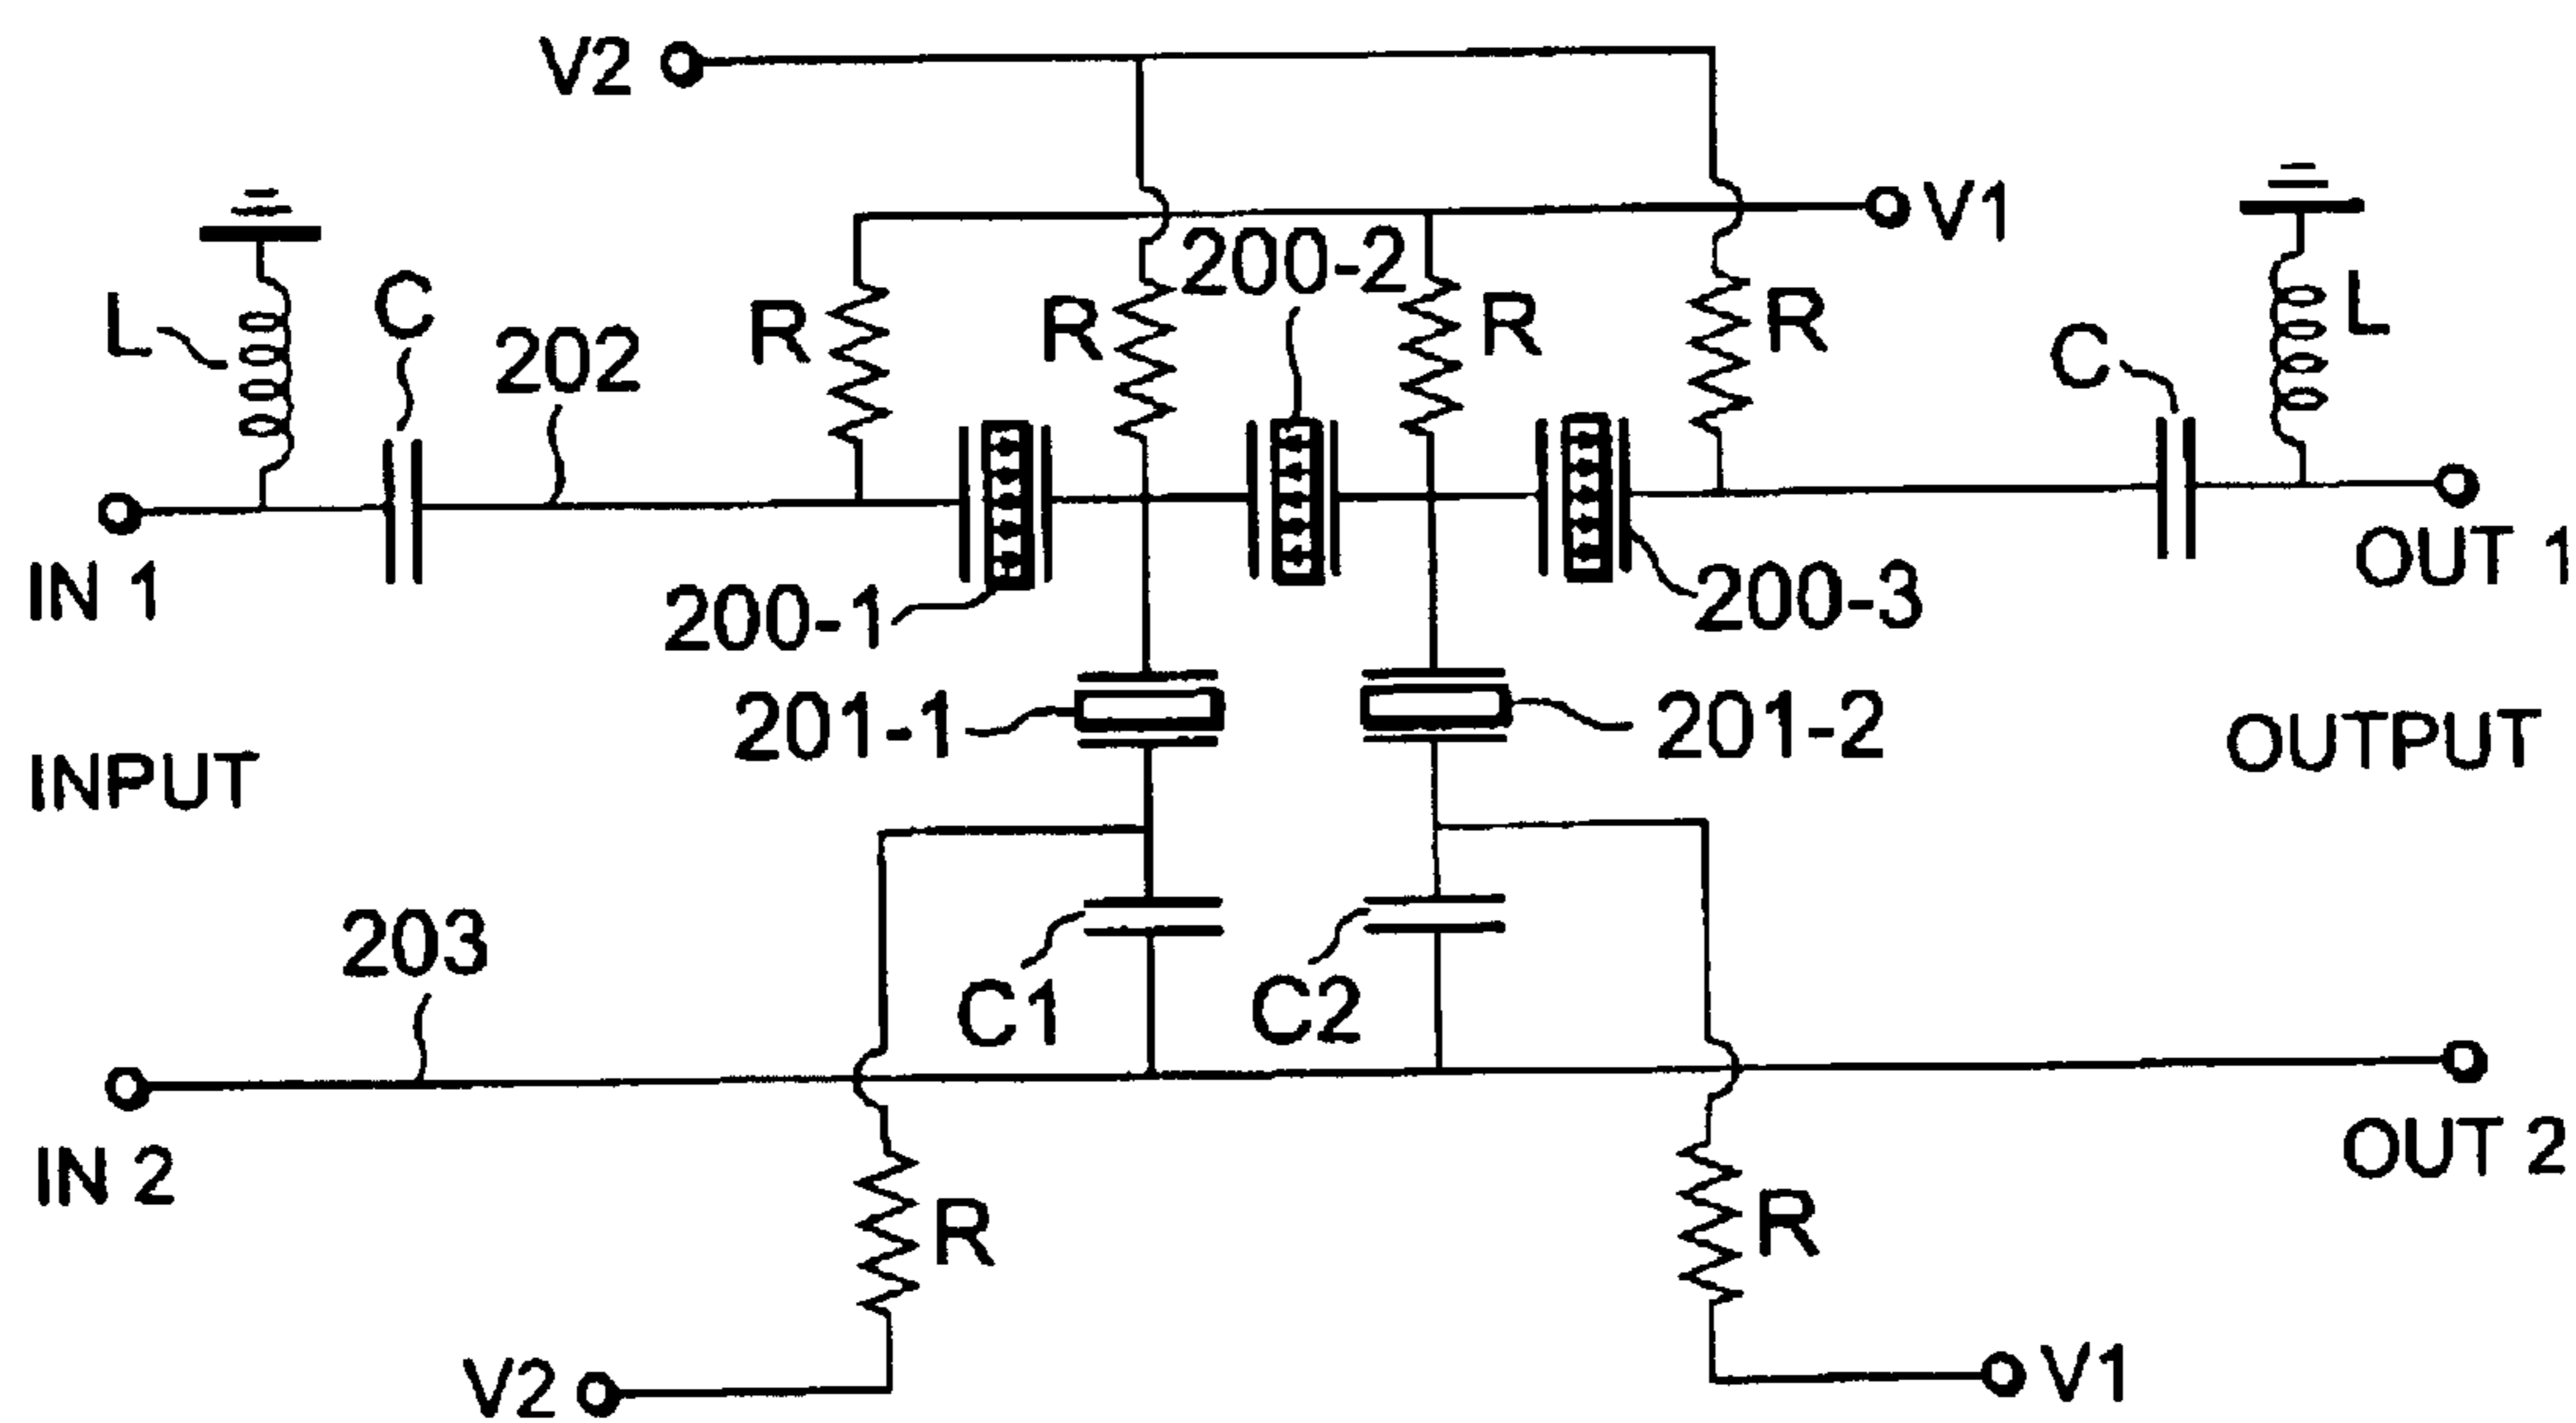 V2
V1
200-2
L
C
202
R
R
R
R
C
L
IN 1
200-1
200-3
OUT 1
201-1
201-2
INPUT
OUTPUT
203
C1
C2
IN 2
R
R
OUT 2
V2
V1